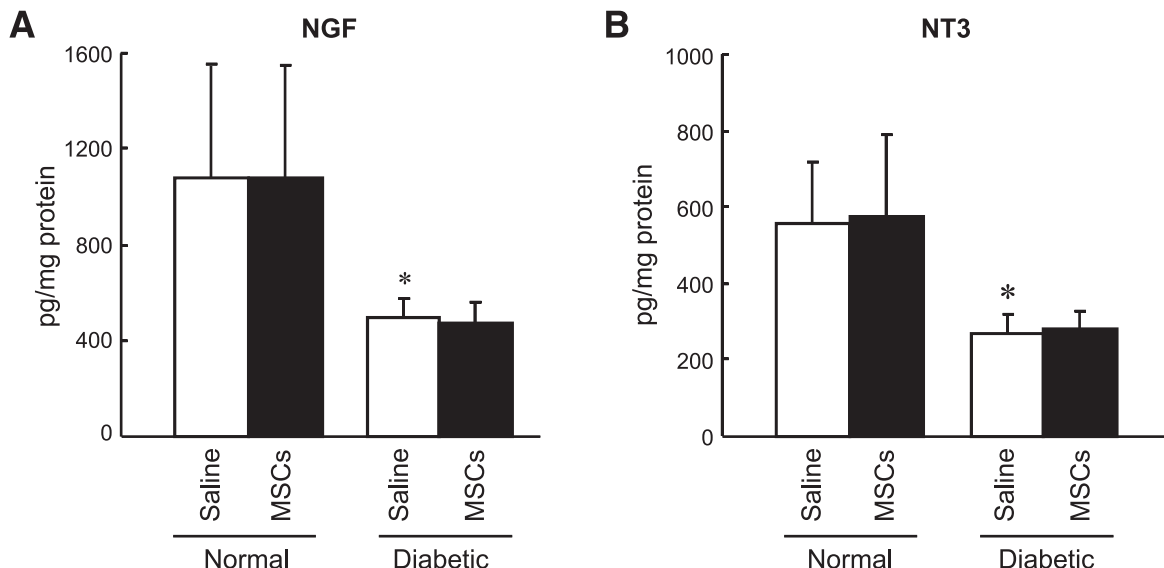 A
NGF
pg/mg protein
1600
1200
800
400
0
*
Saline
MSCs
Saline
MSCs
Normal
Diabetic
B
NT3
pg/mg protein
1000
800
600
400
200
0
*
Saline
MSCs
Saline
MSCs
Normal
Diabetic